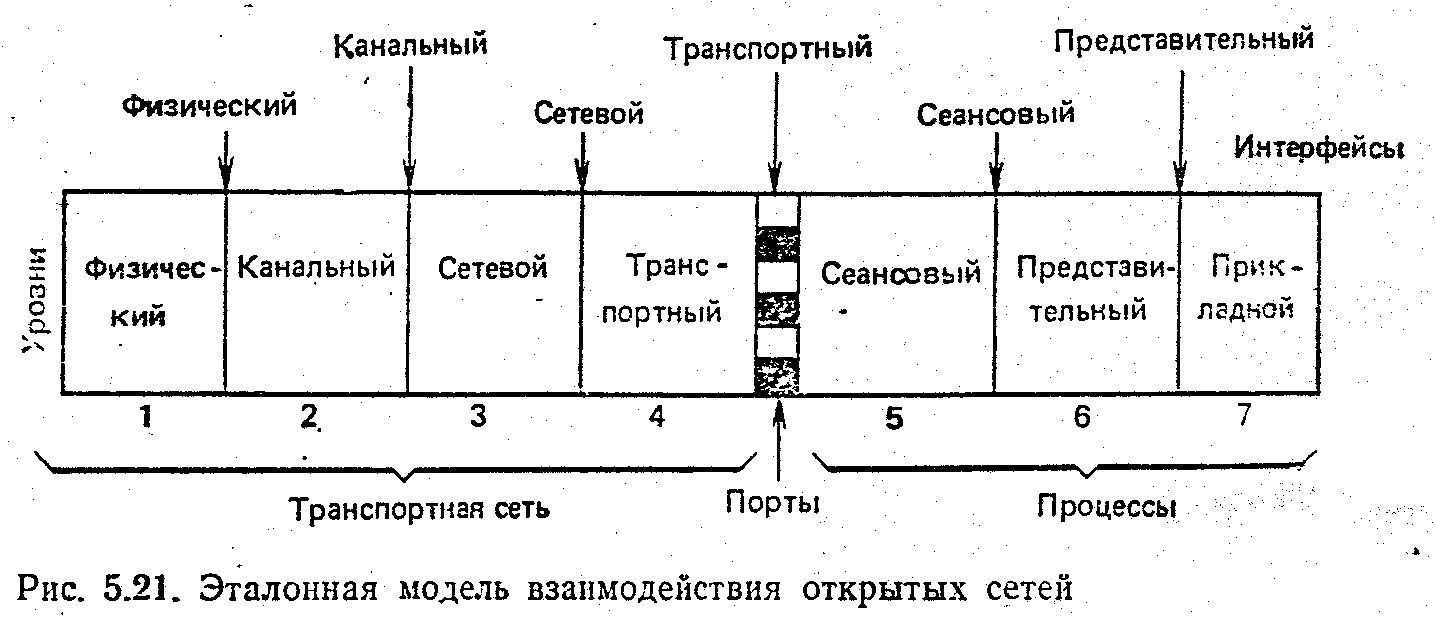 Канальный
Транспортный
Представительный
Физический
Сетевой
Сеансовый
Интерфейсы
Уровни
Физичес-
кий
Канальный
Сетевой
Транс-
портный
Сеансовый
Представи-
тельный
Прик-
ладной
1
2
3
4
5
6
7
Транспортная сеть
Порты
Процессы
Рис. 5.21. Эталонная модель взаимодействия открытых сетей